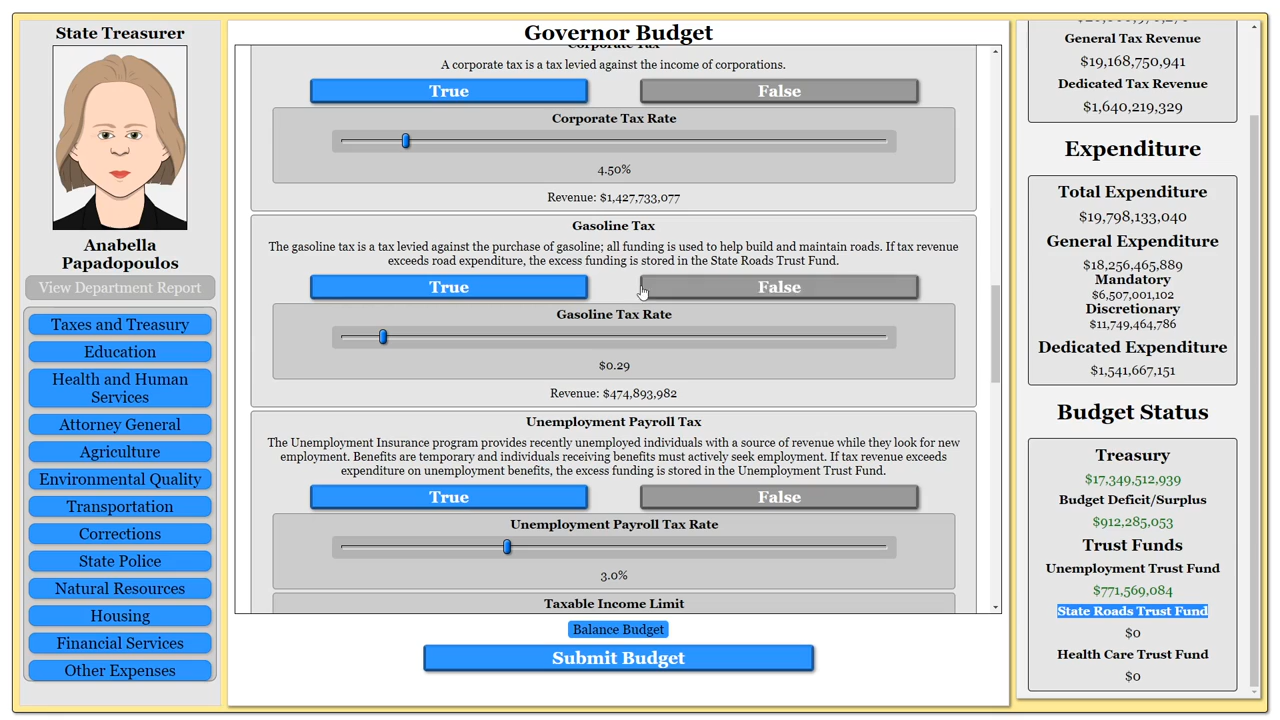 State Treasurer
Anabella
Papadopoulos
View Department Report
Taxes and Treasury
Education
Health and Human
Services
Attorney General
Agriculture
Environmental Quality
Transportation
Corrections
State Police
Natural Resources
Housing
Financial Services
Other Expenses
Governor Budget
Corporate Tax
A corporate tax is a tax levied against the income of corporations.
True False
Corporate Tax Rate
4.50%
Revenue: $1,427,733,077
Gasoline Tax
The gasoline tax is a tax levied against the purchase of gasoline; all funding is used to help build and maintain roads. If tax revenue
exceeds road expenditure, the excess funding is stored in the State Roads Trust Fund.
True False
Gasoline Tax Rate
$0.29
Revenue: $474,893,982
Unemployment Payroll Tax
The Unemployment Insurance program provides recently unemployed individuals with a source of revenue while they look for new
employment. Benefits are temporary and individuals receiving benefits must actively seek employment. If tax revenue exceeds
expenditure on unemployment benefits, the excess funding is stored in the Unemployment Trust Fund.
True False
Unemployment Payroll Tax Rate
3.0%
Taxable Income Limit
Balance Budget
Submit Budget
General Tax Revenue
$19,168,750,941
Dedicated Tax Revenue
$1,640,219,329
Expenditure
Total Expenditure
$19,798,133,040
General Expenditure
$18,256,465,889
Mandatory
$6,507,001,102
Discretionary
$11,749,464,786
Dedicated Expenditure
$1,541,667,151
Budget Status
Treasury
$17,349,512,939
Budget Deficit/Surplus
$912,285,053
Trust Funds
Unemployment Trust Fund
$771,569,084
State Roads Trust Fund
$0
Health Care Trust Fund
$0